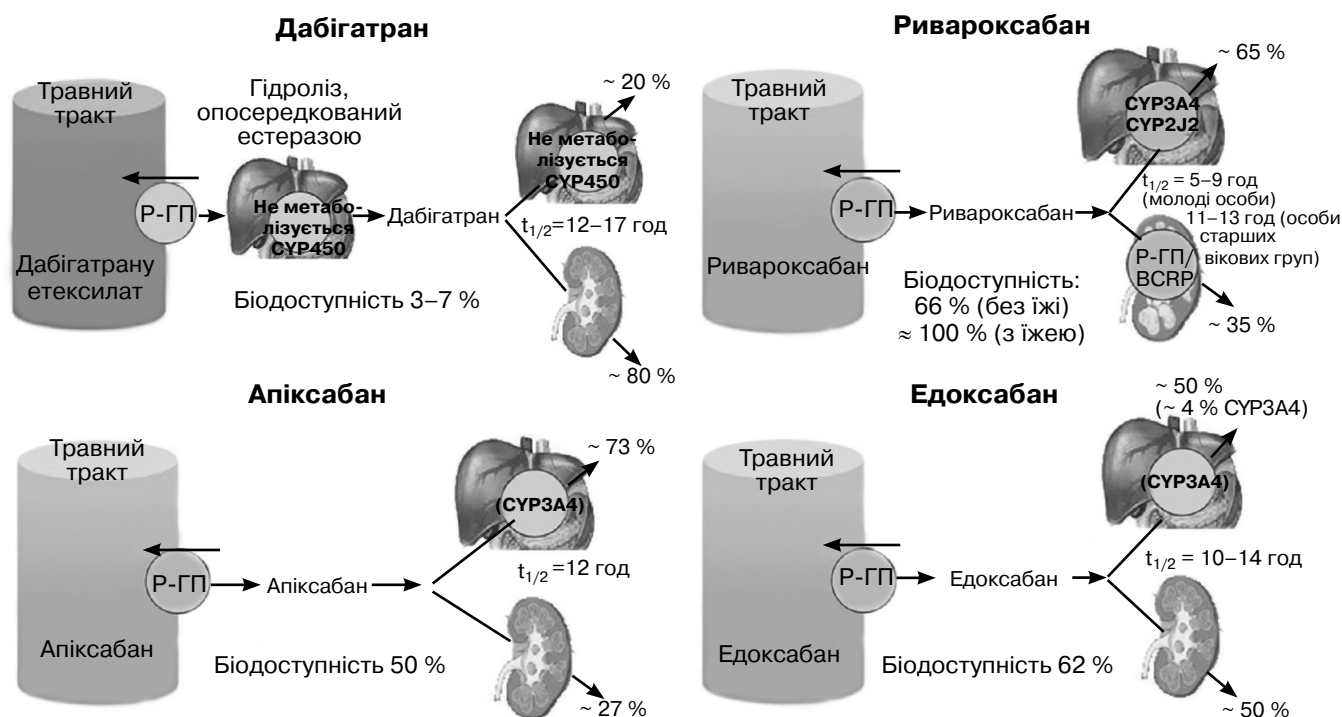 Дабігатран
Травний
тракт
Гідроліз,
опосередкований
естеразою
Р-ГП
Не метабо-
лізується
CYP450
Дабігатран
~ 20 %
Не метабо-
лізується
CYP450
t1/2=12–17 год
Дабігатрану
етексилат
Біодоступність 3–7 %
~ 80 %
Ривароксабан
Травний
тракт
Р-ГП
Ривароксабан
~ 65 %
CYP3A4
CYP2J2
t1/2 = 5–9 год
(молоді особи)
11–13 год (особи
старших
вікових груп)
Р-ГП/
BCRP
Ривароксабан
Біодоступність:
66 % (без їжі)
≈ 100 % (з їжею)
~ 35 %
Апіксабан
Травний
тракт
Р-ГП
Апіксабан
~ 73 %
(CYP3A4)
t1/2=12 год
Апіксабан
Біодоступність 50 %
~ 27 %
Едоксабан
Травний
тракт
Р-ГП
Едоксабан
~ 50 %
(~ 4 % CYP3A4)
(CYP3A4)
t1/2 = 10–14 год
Едоксабан
Біодоступність 62 %
~ 50 %